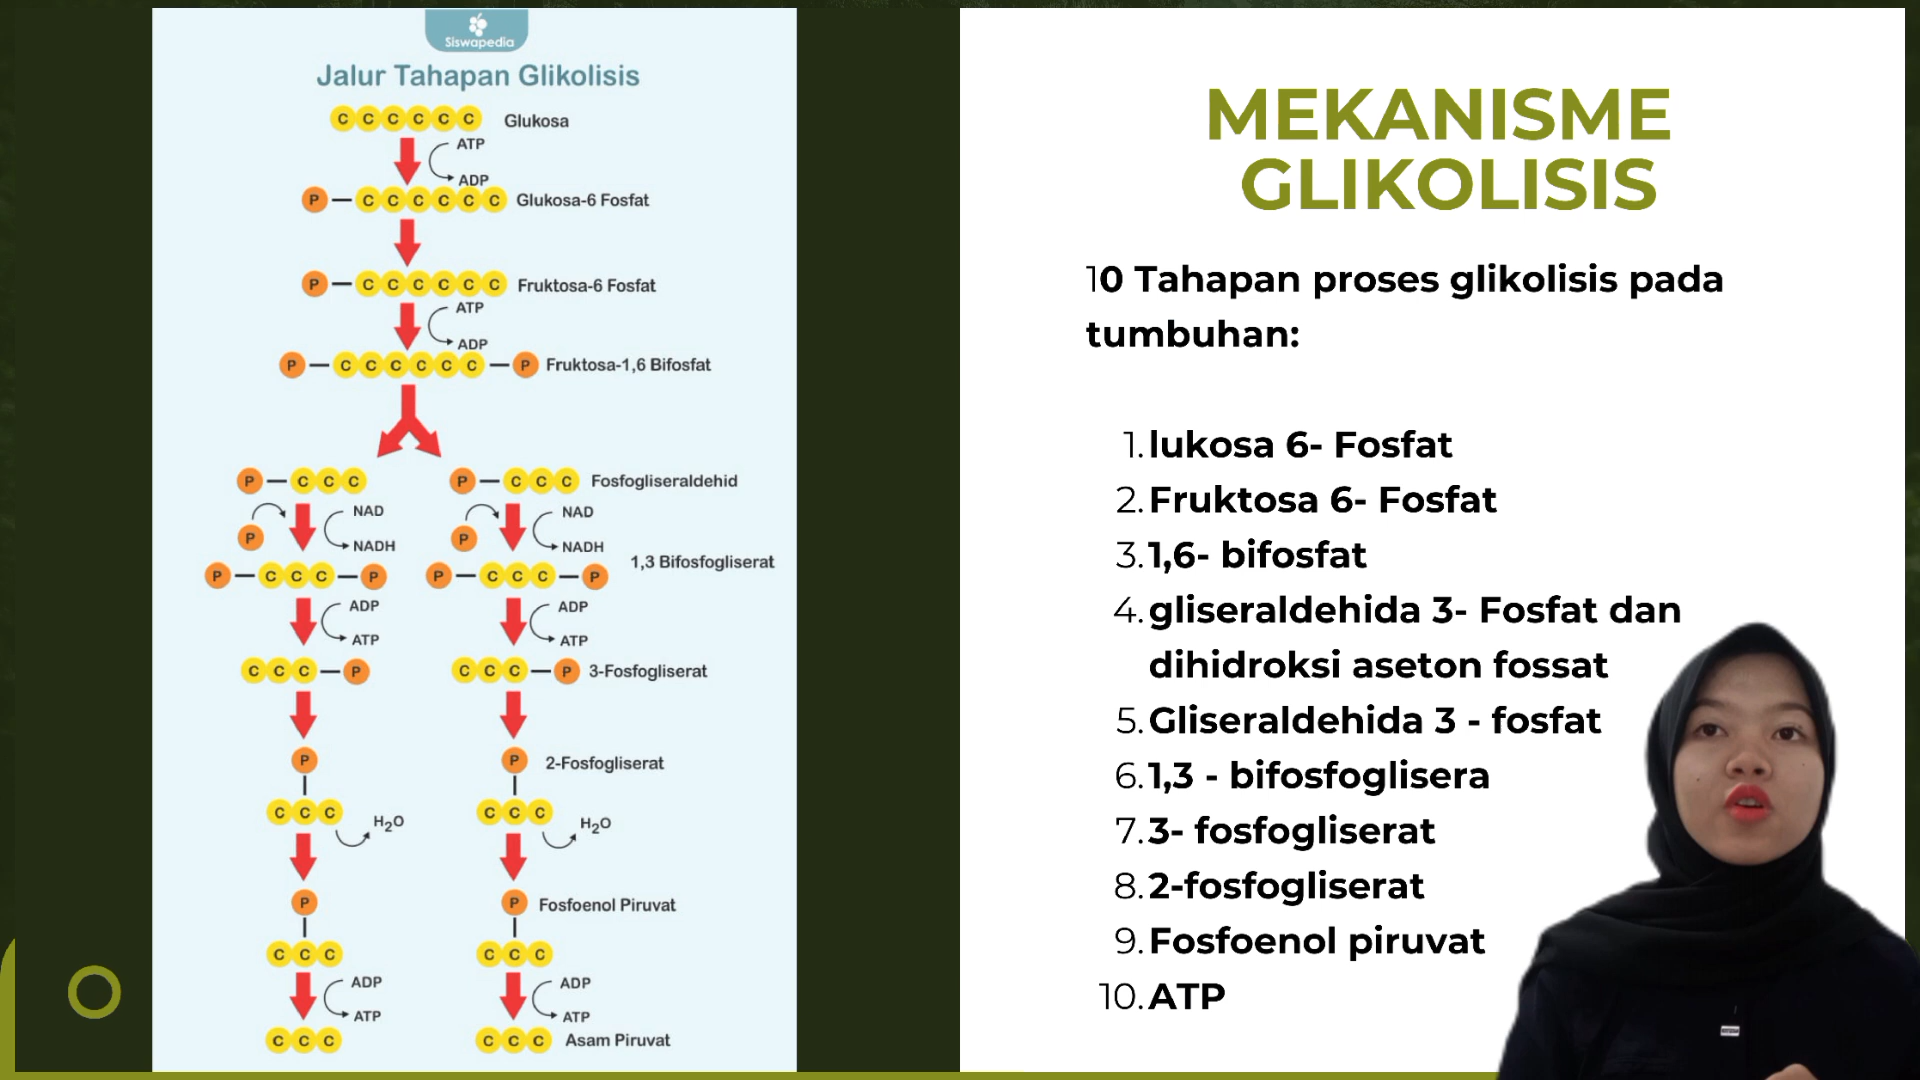 Siswapedia
Jalur Tahapan Glikolisis
C C C C C C Glukosa
ATP
ADP
P C C C C C C Glukosa-6 Fosfat
P C C C C C C Fruktosa-6 Fosfat
ATP
ADP
P C C C C C C P Fruktosa-1,6 Bifosfat
P C C C P C C C Fosfogliseraldehid
NAD NAD
P P
NADH NADH
1,3 Bifosfogliserat
P C C C P P C C C P
ADP ADP
ATP ATP
C C C P C C C P 3-Fosfogliserat
P P 2-Fosfogliserat
C C C C C C
H2O H2O
P P Fosfoenol Piruvat
C C C C C C
ADP ADP
ATP ATP
C C C C C C Asam Piruvat
MEKANISME
GLIKOLISIS
10 Tahapan proses glikolisis pada
tumbuhan:
1. lukosa 6- Fosfat
2. Fruktosa 6- Fosfat
3. 1,6- bifosfat
4. gliseraldehida 3- Fosfat dan
dihidroksi aseton fossat
5. Gliseraldehida 3 - fosfat
6. 1,3 - bifosfoglisera
7. 3- fosfogliserat
8. 2-fosfogliserat
9. Fosfoenol piruvat
10. ATP